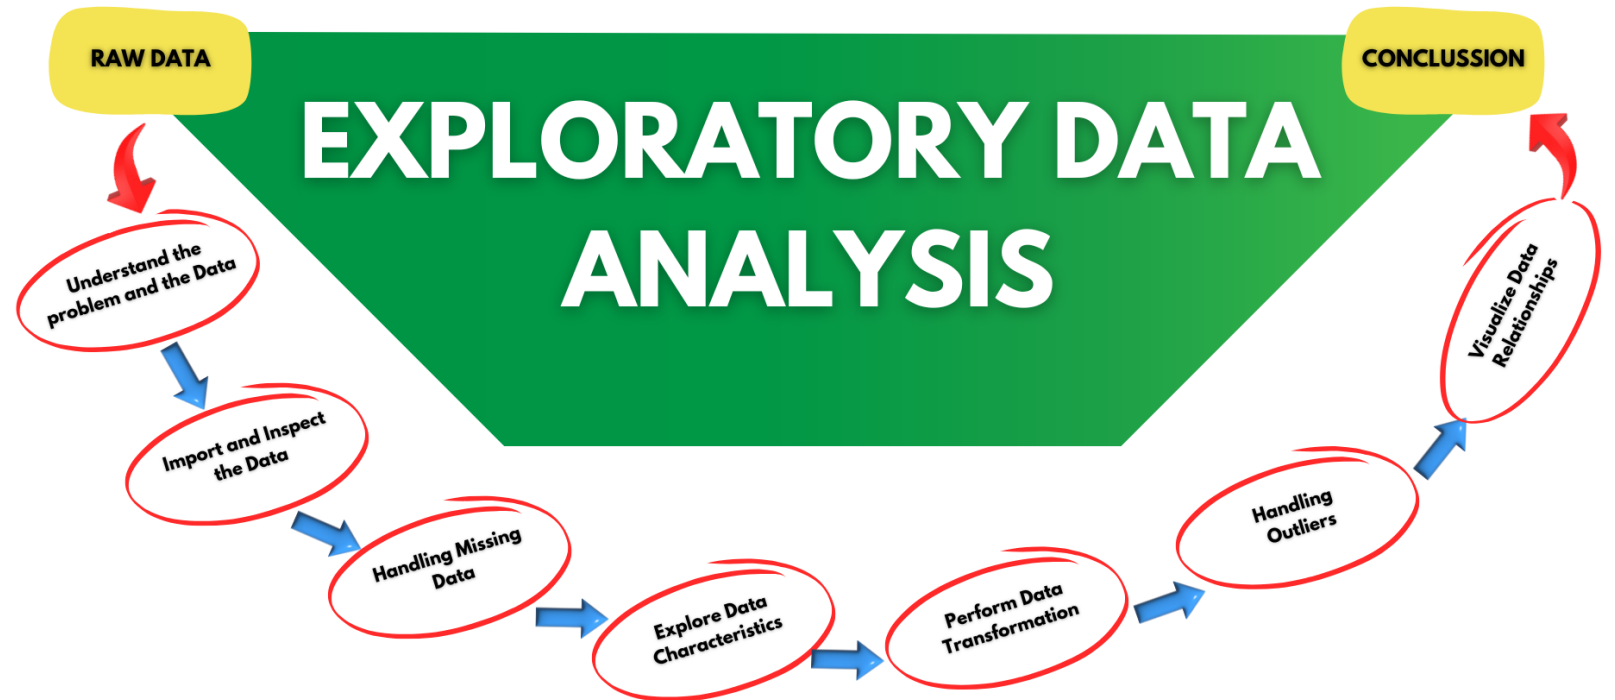 RAW DATA
CONCLUSSION
EXPLORATORY DATA
ANALYSIS
Understand the
problem and the Data
Import and Inspect
the Data
Handling Missing
Data
Explore Data
Characteristics
Perform Data
Transformation
Handling
Outliers
Visualize Data
Relationships